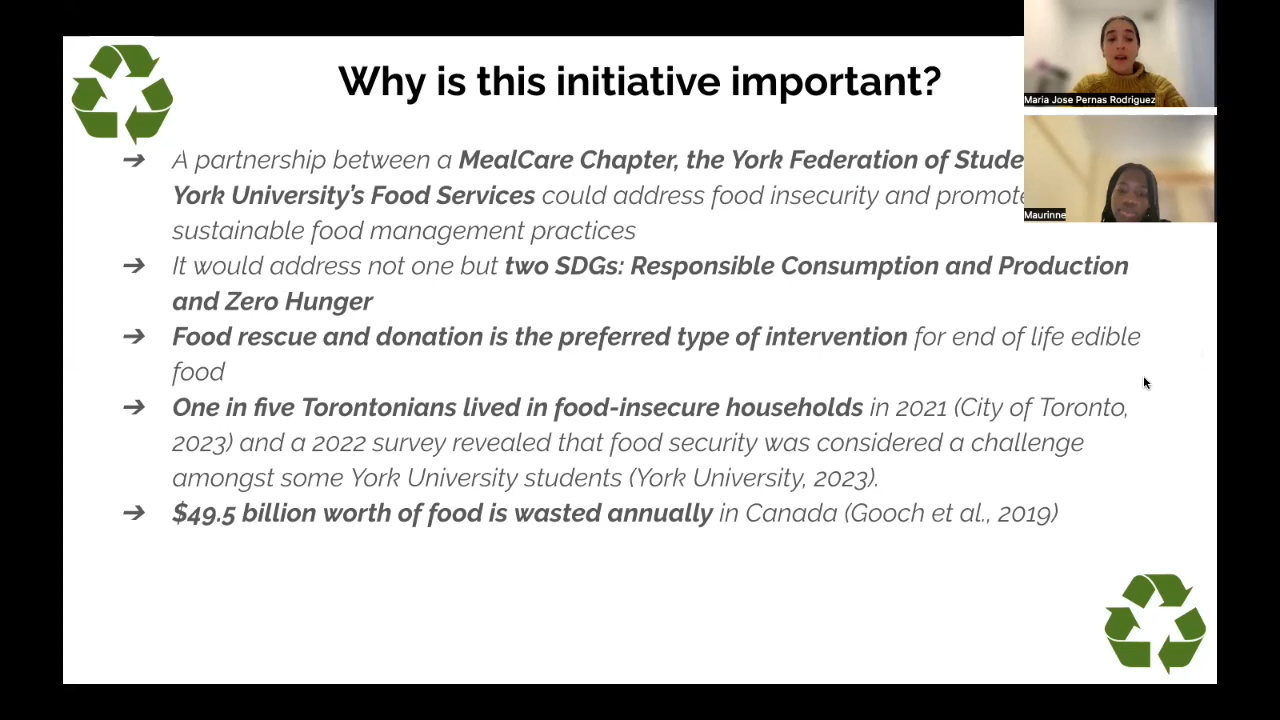 Why is this initiative important?
Maria Jose Pernas Rodriguez
➔ A partnership between a MealCare Chapter, the York Federation of Stude
York University’s Food Services could address food insecurity and promote
Maurinne
sustainable food management practices
➔ It would address not one but two SDGs: Responsible Consumption and Production
and Zero Hunger
➔ Food rescue and donation is the preferred type of intervention for end of life edible
food
➔ One in five Torontonians lived in food-insecure households in 2021 (City of Toronto,
2023) and a 2022 survey revealed that food security was considered a challenge
amongst some York University students (York University, 2023).
➔ $49.5 billion worth of food is wasted annually in Canada (Gooch et al., 2019)